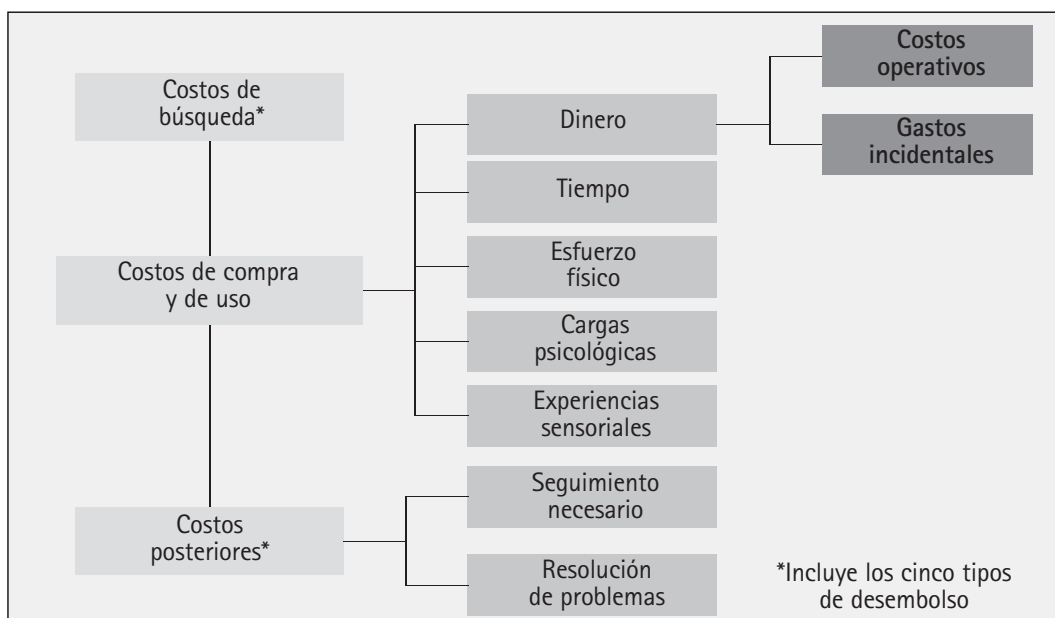 Costos de
búsqueda*
Costos de compra
y de uso
Costos
posteriores*
Dinero
Tiempo
Esfuerzo
físico
Cargas
psicológicas
Experiencias
sensoriales
Seguimiento
necesario
Resolución
de problemas
Costos
operativos
Gastos
incidentales
*Incluye los cinco tipos
de desembolso